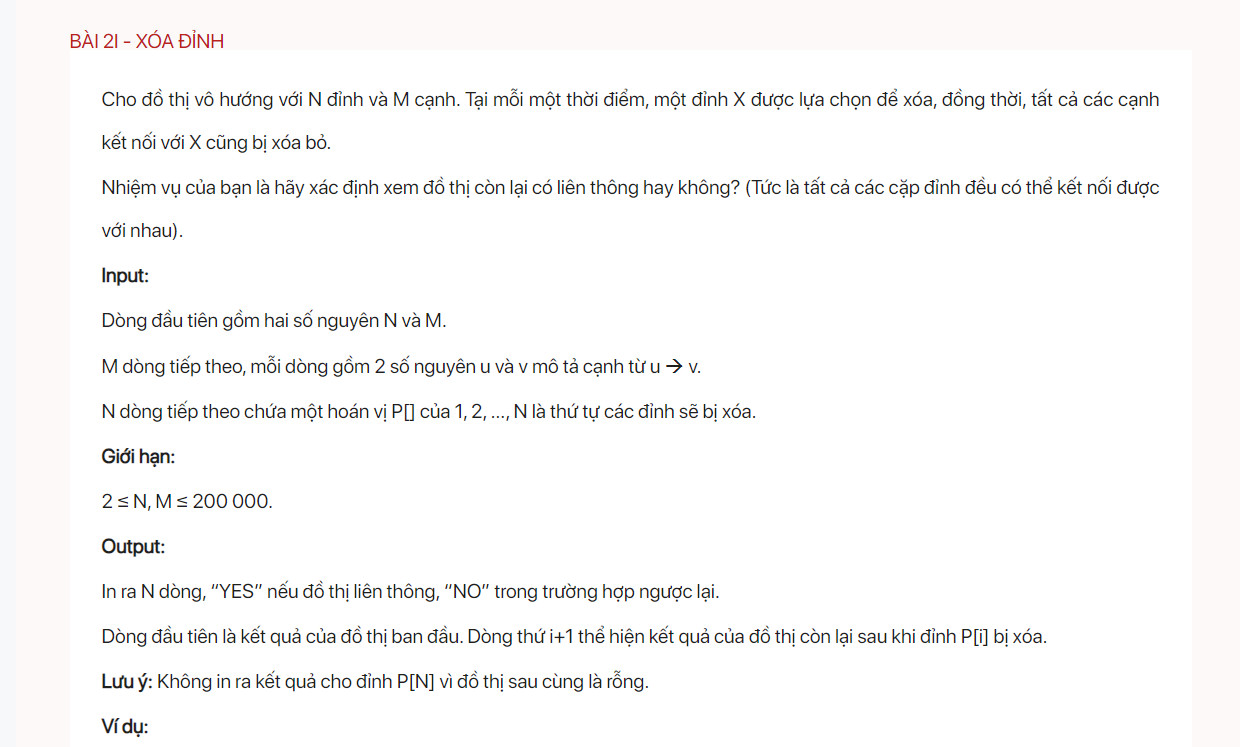 BÀI 2I - XÓA ĐỈNH
Cho đồ thị vô hướng với N đỉnh và M cạnh. Tại mỗi một thời điểm, một đỉnh X được lựa chọn để xóa, đồng thời, tất cả các cạnh
kết nối với X cũng bị xóa bỏ.
Nhiệm vụ của bạn là hãy xác định xem đồ thị còn lại có liên thông hay không? (Tức là tất cả các cặp đỉnh đều có thể kết nối được
với nhau).
Input:
Dòng đầu tiên gồm hai số nguyên N và M.
M dòng tiếp theo, mỗi dòng gồm 2 số nguyên u và v mô tả cạnh từ u → v.
N dòng tiếp theo chứa một hoán vị P[] của 1, 2, ..., N là thứ tự các đỉnh sẽ bị xóa.
Giới hạn:
2 ≤ N, M ≤ 200 000.
Output:
In ra N dòng, “YES” nếu đồ thị liên thông, “NO” trong trường hợp ngược lại.
Dòng đầu tiên là kết quả của đồ thị ban đầu. Dòng thứ i+1 thể hiện kết quả của đồ thị còn lại sau khi đỉnh P[i] bị xóa.
Lưu ý: Không in ra kết quả cho đỉnh P[N] vì đồ thị sau cùng là rỗng.
Ví dụ: